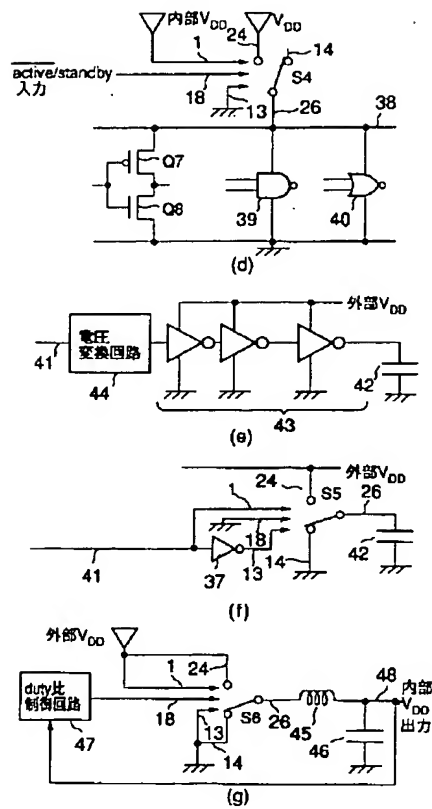 内部VDD
VDD
24
14
1
S4
active/standby
入力
18
13
26
38
Q7
Q8
39
40
(d)
外部VDD
41
電圧
変換回路
44
42
43
(e)
外部VDD
24
S5
1
26
18
41
37
13
14
42
(f)
外部VDD
1
24
duty比
制御回路
47
18
S6
13
14
26
45
48
内部
VDD
出力
46
(g)